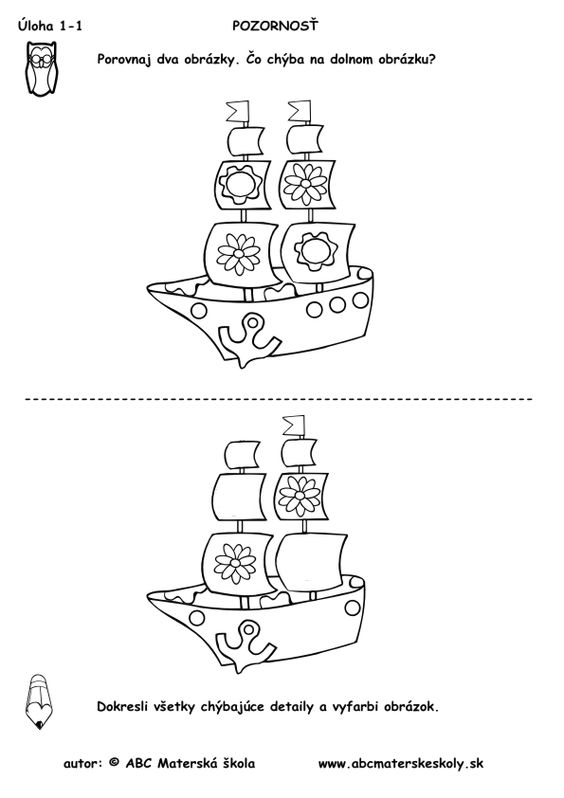 Úloha 1-1
POZORNOSŤ
Porovnaj dva obrázky. Čo chýba na dolnom obrázku?
Dokresli všetky chýbajúce detaily a vyfarbi obrázok.
autor: © ABC Materská škola
www.abcmaterskeskoly.sk